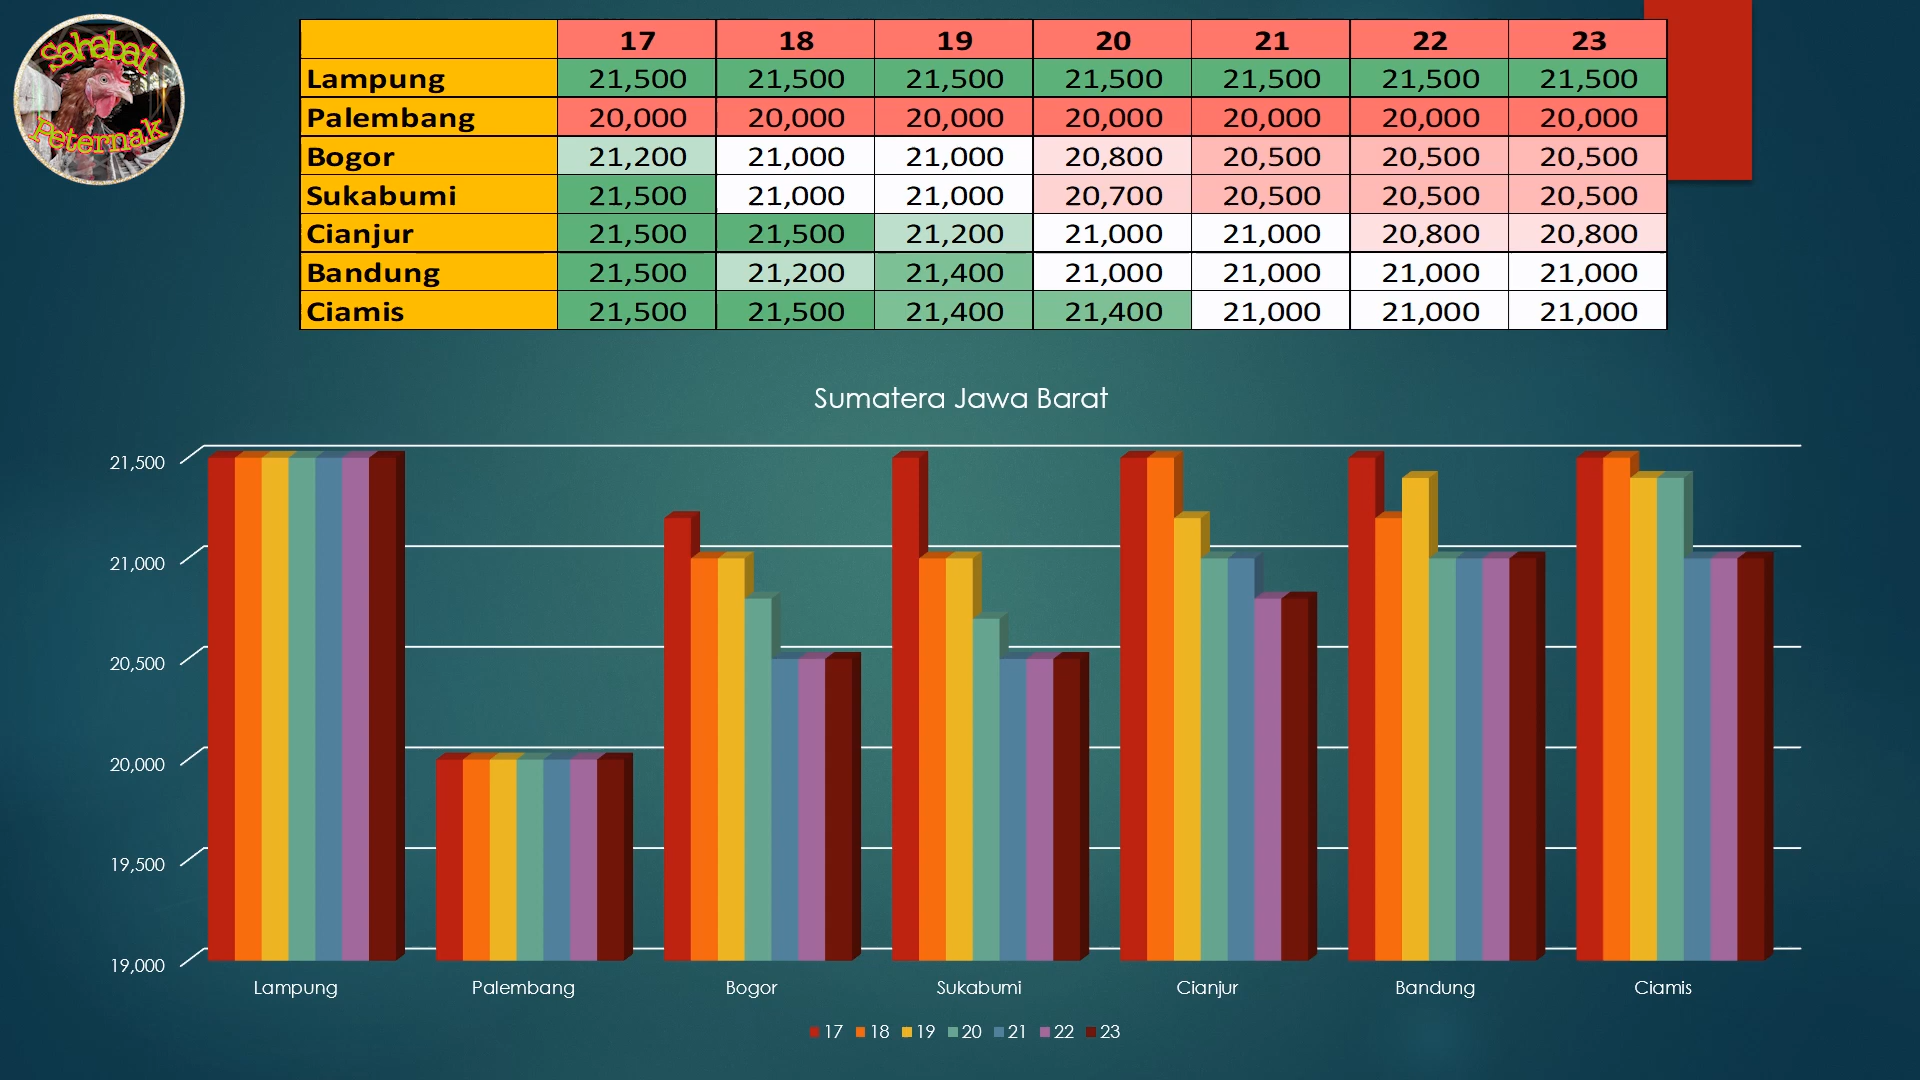 Sahabat
Peternak
17 18 19 20 21 22 23
Lampung 21,500 21,500 21,500 21,500 21,500 21,500 21,500
Palembang 20,000 20,000 20,000 20,000 20,000 20,000 20,000
Bogor 21,200 21,000 21,000 20,800 20,500 20,500 20,500
Sukabumi 21,500 21,000 21,000 20,700 20,500 20,500 20,500
Cianjur 21,500 21,500 21,200 21,000 21,000 20,800 20,800
Bandung 21,500 21,200 21,400 21,000 21,000 21,000 21,000
Ciamis 21,500 21,500 21,400 21,400 21,000 21,000 21,000
Sumatera Jawa Barat
21,500
21,000
20,500
20,000
19,500
19,000
Lampung Palembang Bogor Sukabumi Cianjur Bandung Ciamis
17 18 19 20 21 22 23